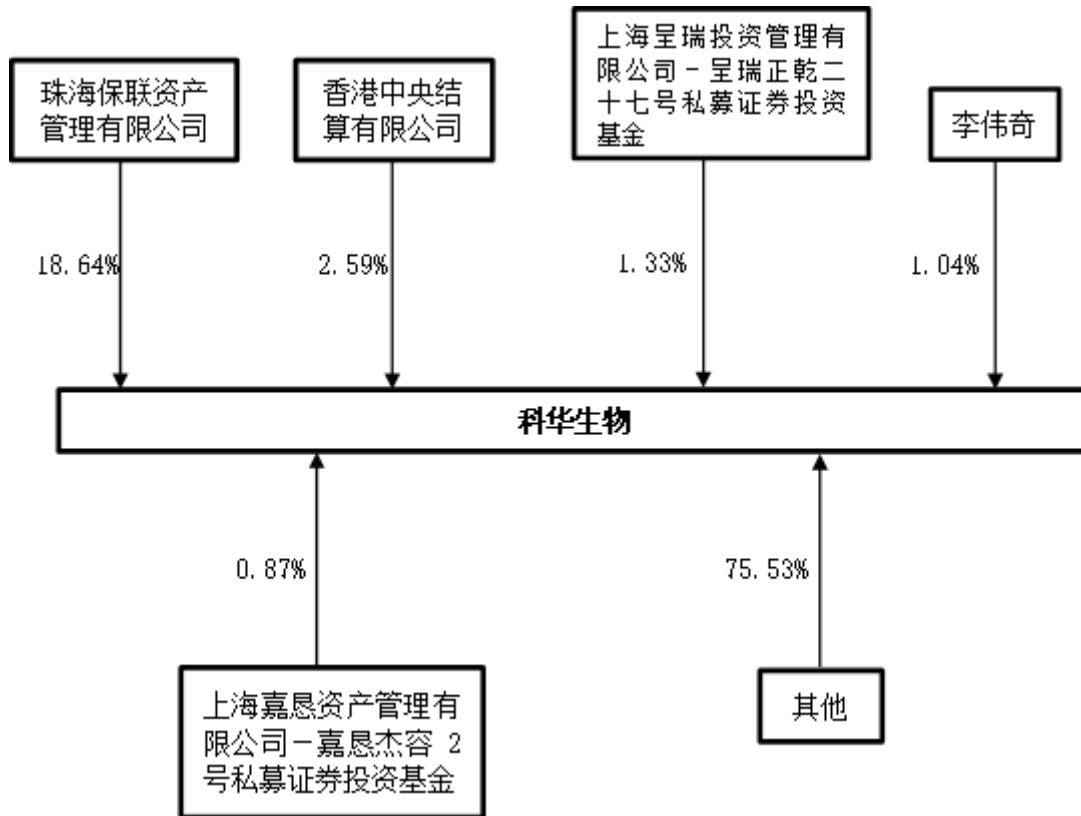 珠海保联资产
管理有限公司
香港中央结
算有限公司
上海呈瑞投资管理有
限公司-呈瑞正乾二
十七号私募证券投资
基金
李伟奇
18.64%
2.59%
1.33%
1.04%
科华生物
0.87%
75.53%
上海嘉恳资产管理有
限公司-嘉恳杰容 2
号私募证券投资基金
其他